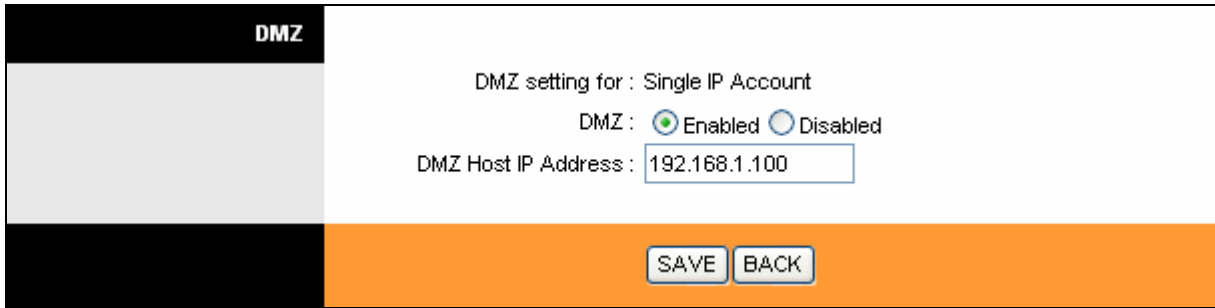 DMZ
DMZ setting for : Single IP Account
DMZ : Enabled Disabled
DMZ Host IP Address : 192.168.1.100
SAVE BACK